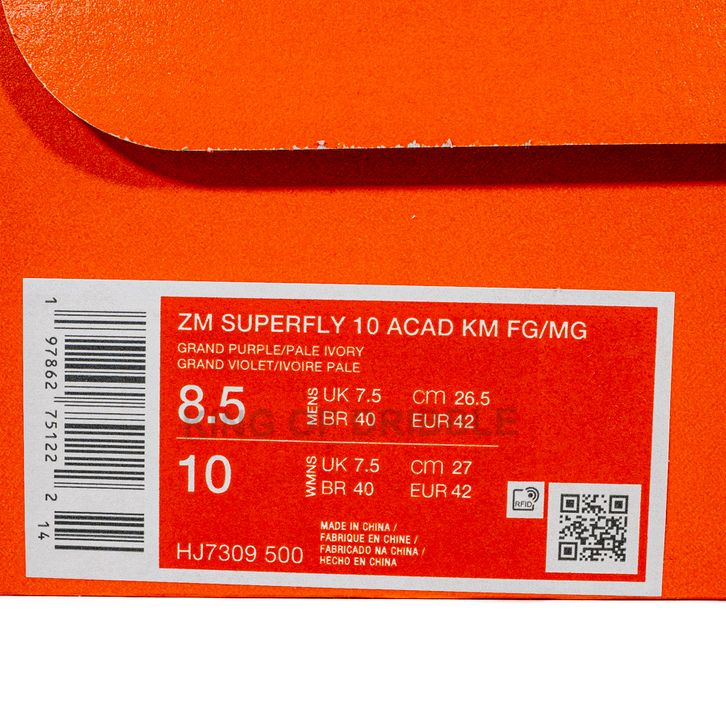 ZM SUPERFLY 10 ACAD KM FG/MG
GRAND PURPLE/PALE IVORY
GRAND VIOLET/IVOIRE PALE
8.5 MENS UK 7.5 cm 26.5
BR 40 EUR 42
KING OF DRIBBLE
10 WMNS UK 7.5 cm 27
BR 40 EUR 42
RFID
HJ7309 500
MADE IN CHINA /
FABRIQUE EN CHINE /
FABRICADO NA CHINA /
HECHO EN CHINA
1 97862 75122 2 14